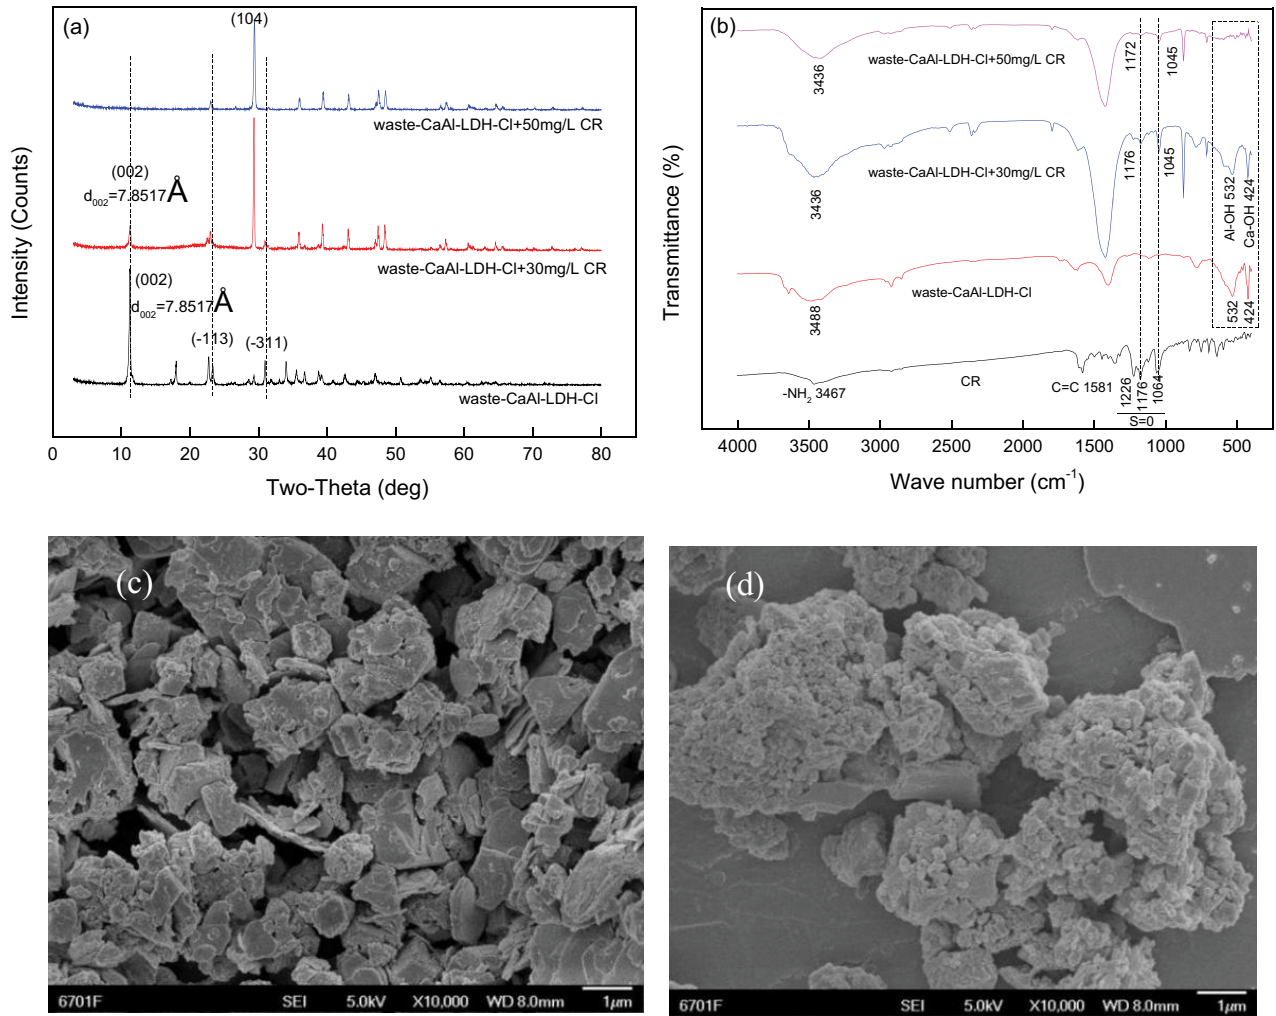 (a)
(104)
waste-CaAl-LDH-Cl+50mg/L CR
(002)
d002=7.8517Å
waste-CaAl-LDH-Cl+30mg/L CR
(002)
d002=7.8517Å
(-113)
(-311)
waste-CaAl-LDH-Cl
0 10 20 30 40 50 60 70 80
Two-Theta (deg)
Intensity (Counts)
(b)
3436
waste-CaAl-LDH-Cl+50mg/L CR
1172
1045
3436
waste-CaAl-LDH-Cl+30mg/L CR
1176
1045
Al-OH 532
Ca-OH 424
3488
waste-CaAl-LDH-Cl
532
424
-NH2 3467
CR
C=C 1581
1226
1176
1064
S=0
4000 3500 3000 2500 2000 1500 1000 500
Wave number (cm-1)
Transmittance (%)
(c)
6701F SEI 5.0kV X10,000 WD 8.0mm 1µm
(d)
6701F SEI 5.0kV X10,000 WD 8.0mm 1µm